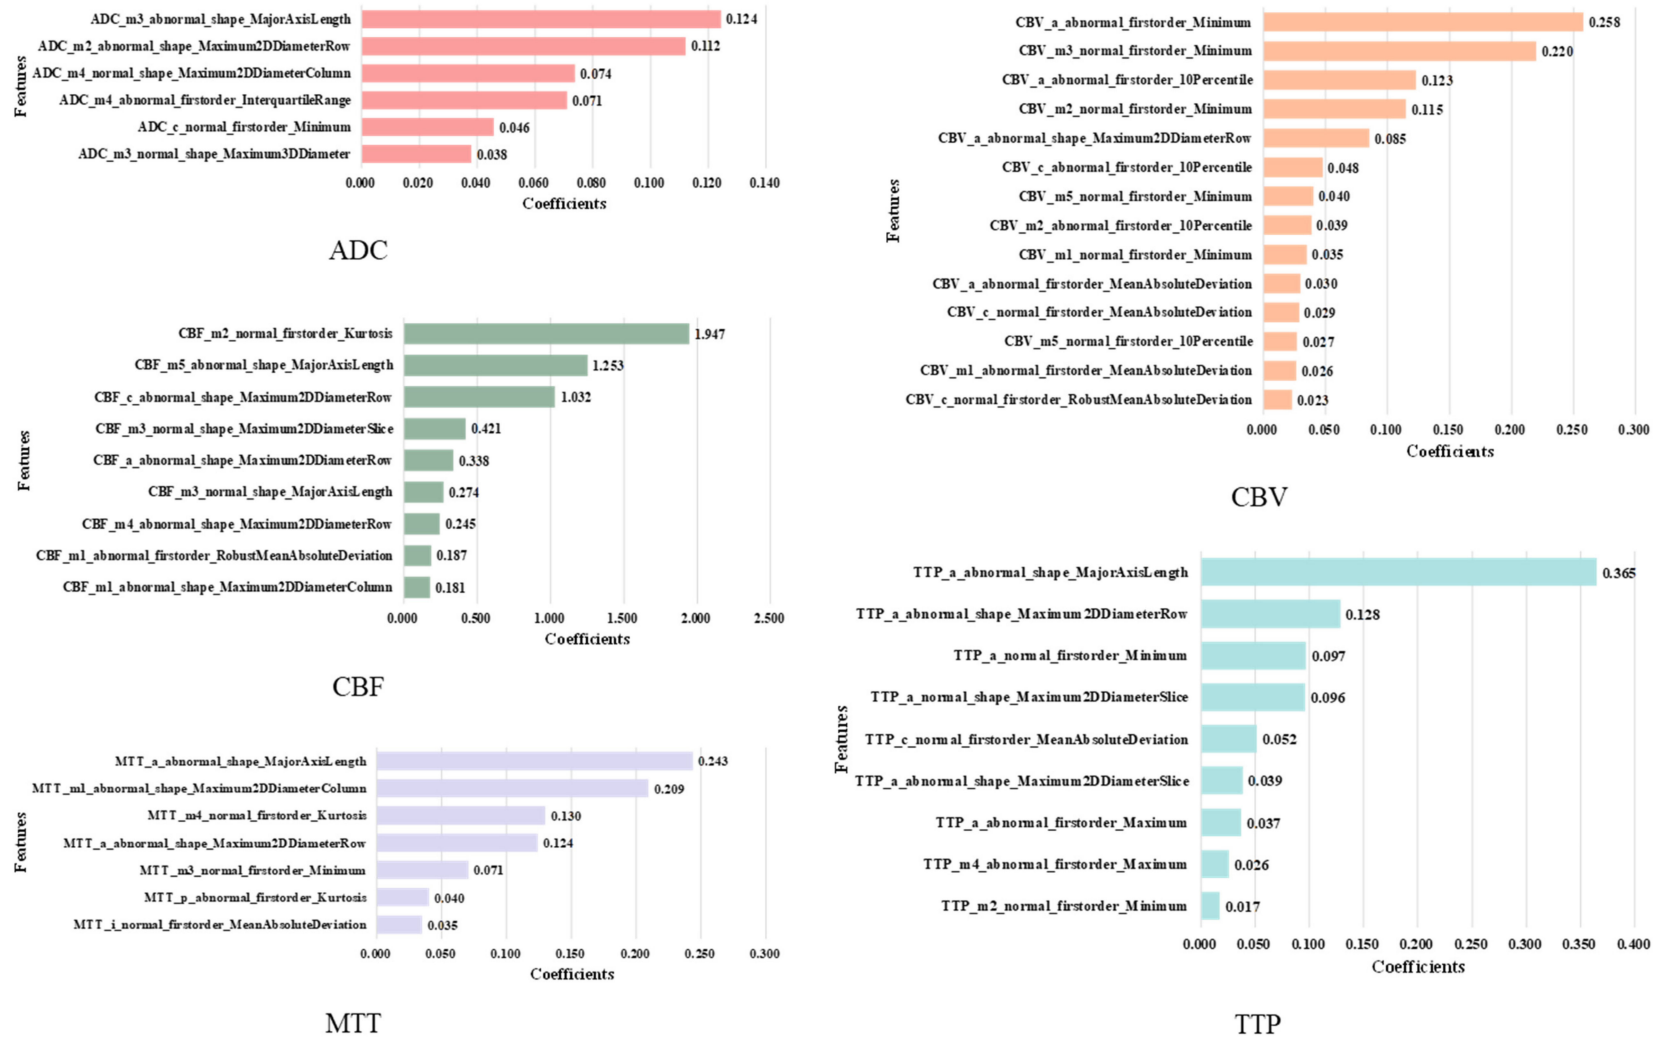 Features
ADC_m3_abnormal_shape_MajorAxisLength 0.124
ADC_m2_abnormal_shape_Maximum2DDiameterRow 0.112
ADC_m4_normal_shape_Maximum2DDiameterColumn 0.074
ADC_m4_abnormal_firstorder_InterquartileRange 0.071
ADC_c_normal_firstorder_Minimum 0.046
ADC_m3_normal_shape_Maximum3DDiameter 0.038
0.000 0.020 0.040 0.060 0.080 0.100 0.120 0.140
Coefficients
ADC
Features
CBF_m2_normal_firstorder_Kurtosis 1.947
CBF_m5_abnormal_shape_MajorAxisLength 1.253
CBF_c_abnormal_shape_Maximum2DDiameterRow 1.032
CBF_m3_normal_shape_Maximum2DDiameterSlice 0.421
CBF_a_abnormal_shape_Maximum2DDiameterRow 0.338
CBF_m3_normal_shape_MajorAxisLength 0.274
CBF_m4_abnormal_shape_Maximum2DDiameterRow 0.245
CBF_m1_abnormal_firstorder_RobustMeanAbsoluteDeviation 0.187
CBF_m1_abnormal_shape_Maximum2DDiameterColumn 0.181
0.000 0.500 1.000 1.500 2.000 2.500
Coefficients
CBF
Features
MTT_a_abnormal_shape_MajorAxisLength 0.243
MTT_m1_abnormal_shape_Maximum2DDiameterColumn 0.209
MTT_m4_normal_firstorder_Kurtosis 0.130
MTT_a_abnormal_shape_Maximum2DDiameterRow 0.124
MTT_m3_normal_firstorder_Minimum 0.071
MTT_p_abnormal_firstorder_Kurtosis 0.040
MTT_i_normal_firstorder_MeanAbsoluteDeviation 0.035
0.000 0.050 0.100 0.150 0.200 0.250 0.300
Coefficients
MTT
Features
CBV_a_abnormal_firstorder_Minimum 0.258
CBV_m3_normal_firstorder_Minimum 0.220
CBV_a_abnormal_firstorder_10Percentile 0.123
CBV_m2_normal_firstorder_Minimum 0.115
CBV_a_abnormal_shape_Maximum2DDiameterRow 0.085
CBV_c_abnormal_firstorder_10Percentile 0.048
CBV_m5_normal_firstorder_Minimum 0.040
CBV_m2_abnormal_firstorder_10Percentile 0.039
CBV_m1_normal_firstorder_Minimum 0.035
CBV_a_abnormal_firstorder_MeanAbsoluteDeviation 0.030
CBV_c_normal_firstorder_MeanAbsoluteDeviation 0.029
CBV_m5_normal_firstorder_10Percentile 0.027
CBV_m1_abnormal_firstorder_MeanAbsoluteDeviation 0.026
CBV_c_normal_firstorder_RobustMeanAbsoluteDeviation 0.023
0.000 0.050 0.100 0.150 0.200 0.250 0.300
Coefficients
CBV
Features
TTP_a_abnormal_shape_MajorAxisLength 0.365
TTP_a_abnormal_shape_Maximum2DDiameterRow 0.128
TTP_a_normal_firstorder_Minimum 0.097
TTP_a_normal_shape_Maximum2DDiameterSlice 0.096
TTP_c_normal_firstorder_MeanAbsoluteDeviation 0.052
TTP_a_abnormal_shape_Maximum2DDiameterSlice 0.039
TTP_a_abnormal_firstorder_Maximum 0.037
TTP_m4_abnormal_firstorder_Maximum 0.026
TTP_m2_normal_firstorder_Minimum 0.017
0.000 0.050 0.100 0.150 0.200 0.250 0.300 0.350 0.400
Coefficients
TTP